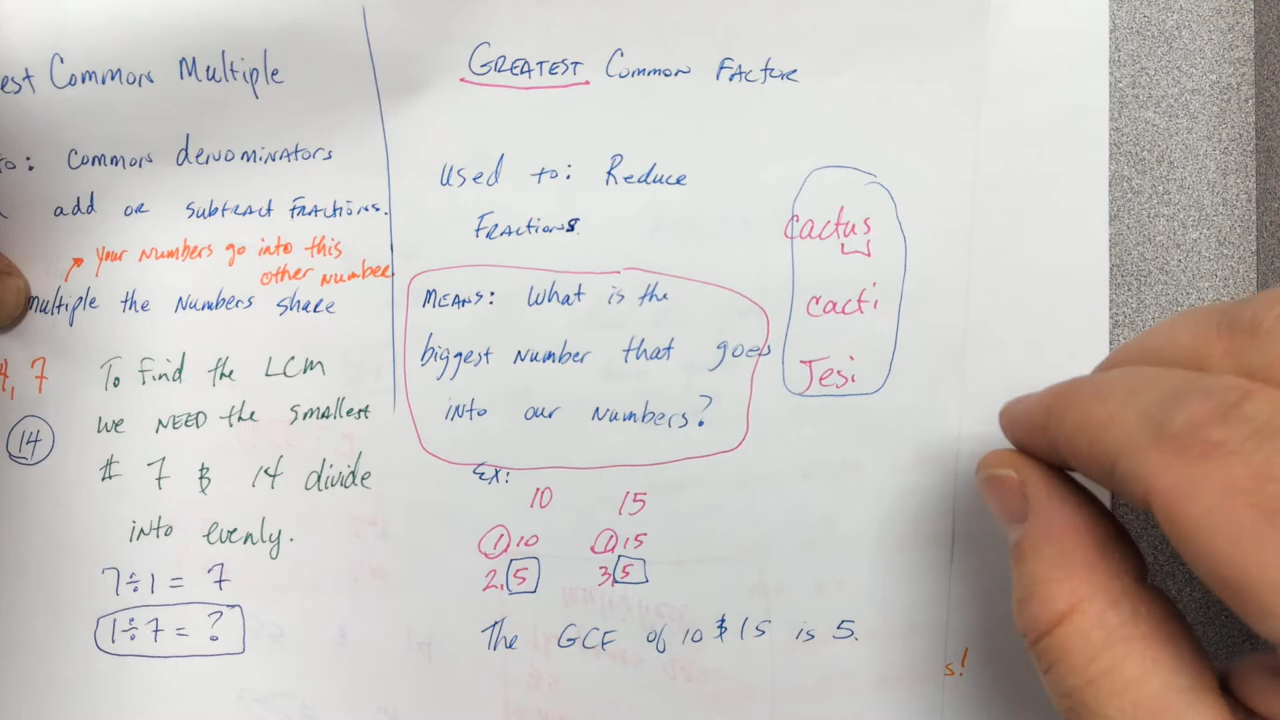 est Common Multiple
to: Common denominators
add or subtract fractions.
Your numbers go into this
other number
multiple the numbers share
4, 7
14
To find the LCM
we NEED the smallest
# 7 & 14 divide
into evenly.
7÷1 = 7
1÷7 = ?
GREATEST Common Factor
Used to: Reduce
Fractions
MEANS: What is the
biggest number that goes
into our numbers?
Ex:
10 15
1, 10 1, 15
2, 5 3, 5
The GCF of 10 & 15 is 5.
cactus
cacti
Jesi
s!